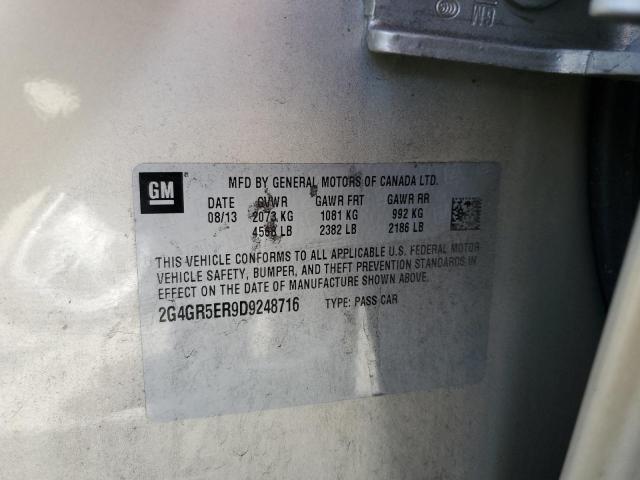 GM
MFD BY GENERAL MOTORS OF CANADA LTD.
DATE GVWR GAWR FRT GAWR RR
08/13 2073 KG 1081 KG 992 KG
4568 LB 2382 LB 2186 LB
THIS VEHICLE CONFORMS TO ALL APPLICABLE U.S. FEDERAL MOTOR
VEHICLE SAFETY, BUMPER, AND THEFT PREVENTION STANDARDS IN
EFFECT ON THE DATE OF MANUFACTURE SHOWN ABOVE.
2G4GR5ER9D9248716 TYPE: PASS CAR